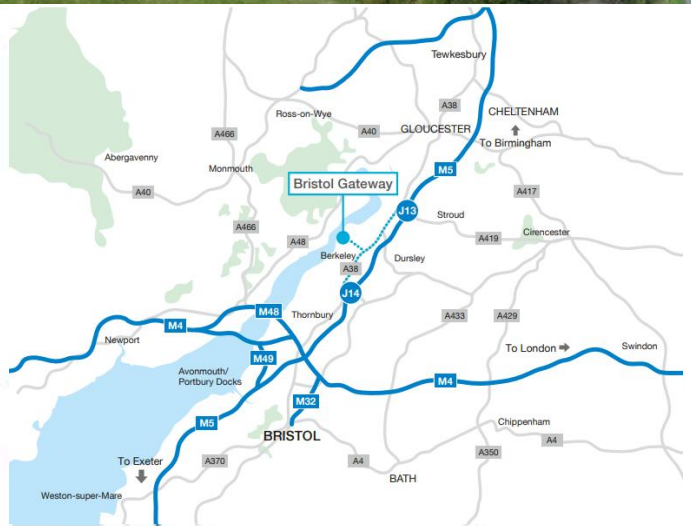 Tewkesbury
A38
CHELTENHAM
Ross-on-Wye
A40
GLOUCESTER
To Birmingham
A466
Abergavenny
Monmouth
M5
A417
A40
Bristol Gateway
J13
Stroud
A466
A48
A419
Cirencester
Berkeley
Dursley
A38
J14
M48
Thornbury
A433
A429
M4
Newport
To London
Swindon
M49
Avonmouth/
Portbury Docks
M4
M32
M5
Chippenham
BRISTOL
A4
To Exeter
A370
A4
A350
BATH
Weston-super-Mare